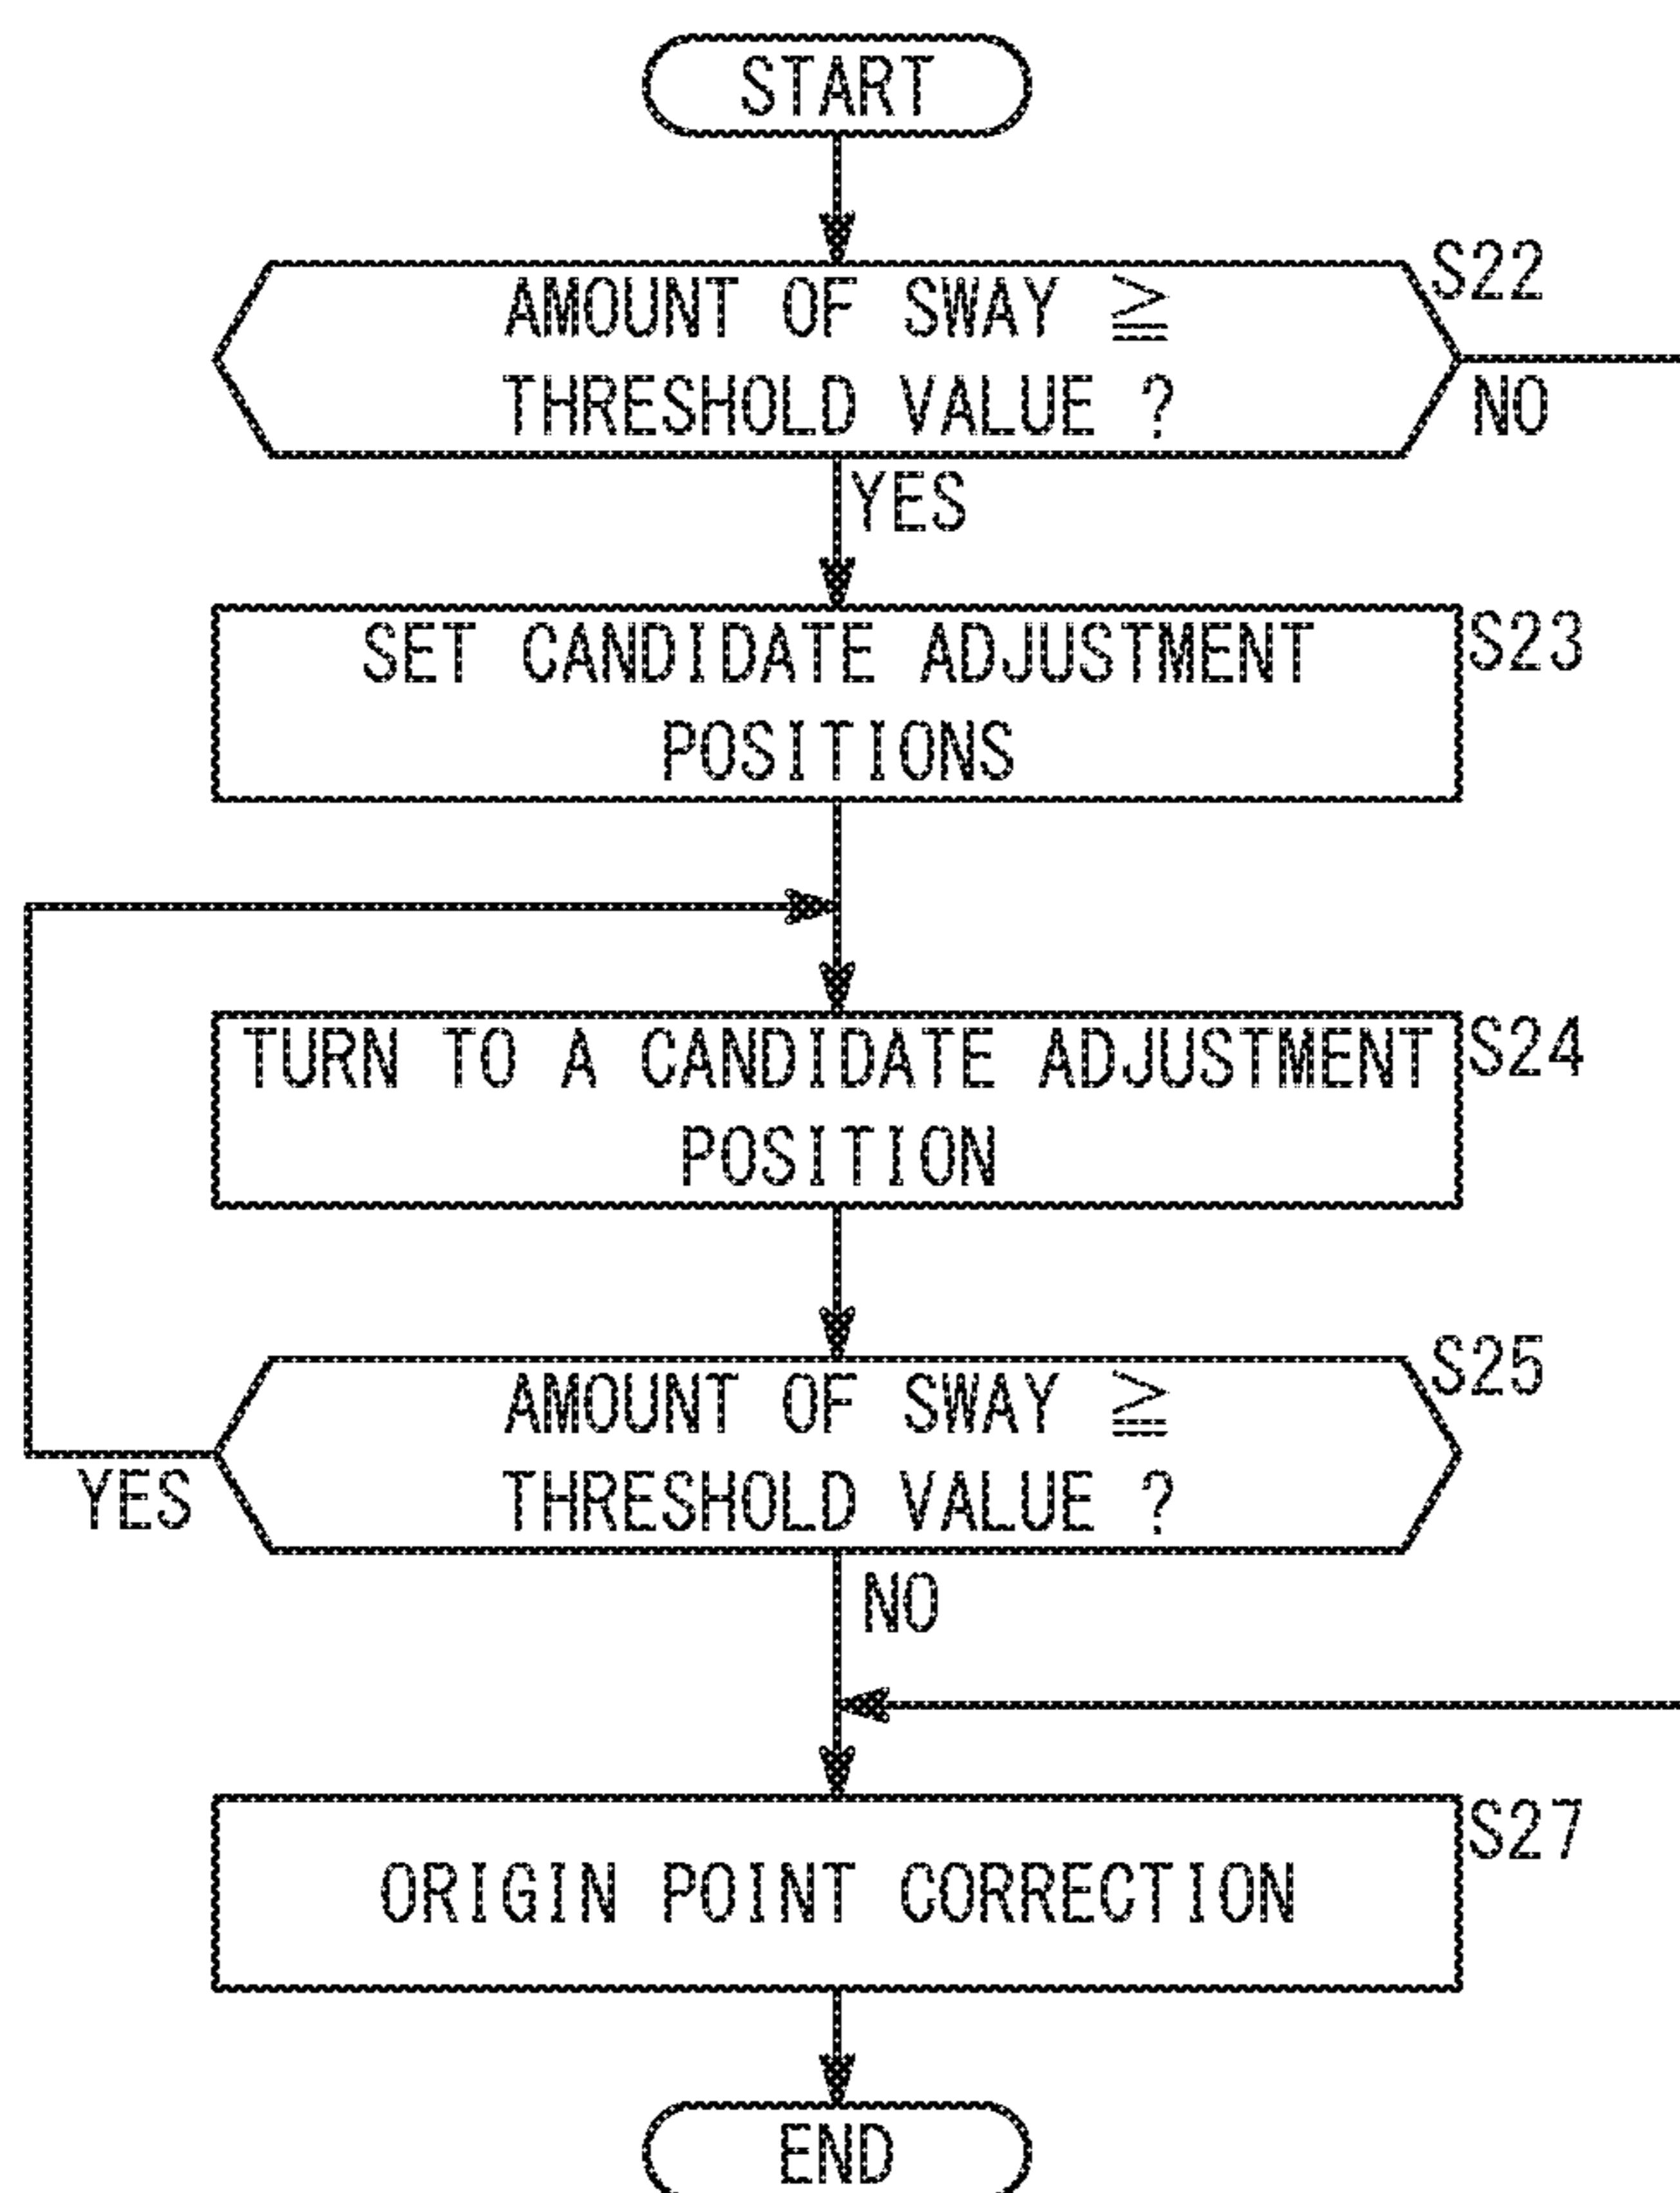 START
AMOUNT OF SWAY ≧
THRESHOLD VALUE ?
S22
NO
YES
SET CANDIDATE ADJUSTMENT
POSITIONS
S23
TURN TO A CANDIDATE ADJUSTMENT
POSITION
S24
AMOUNT OF SWAY ≧
THRESHOLD VALUE ?
S25
YES
NO
ORIGIN POINT CORRECTION
S27
END